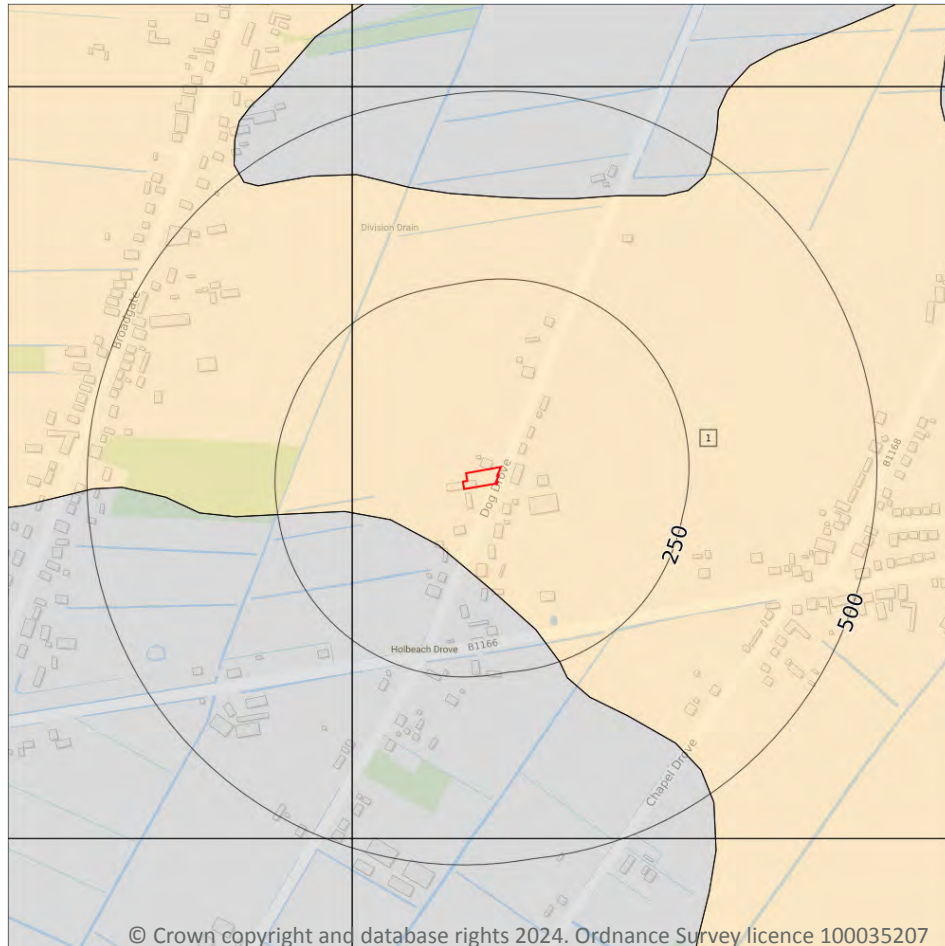 Division Drain
Broadgate
1
B1168
Dog Drove
250
500
Holbeach Drove
B1166
Chapel Drove
© Crown copyright and database rights 2024. Ordnance Survey licence 100035207